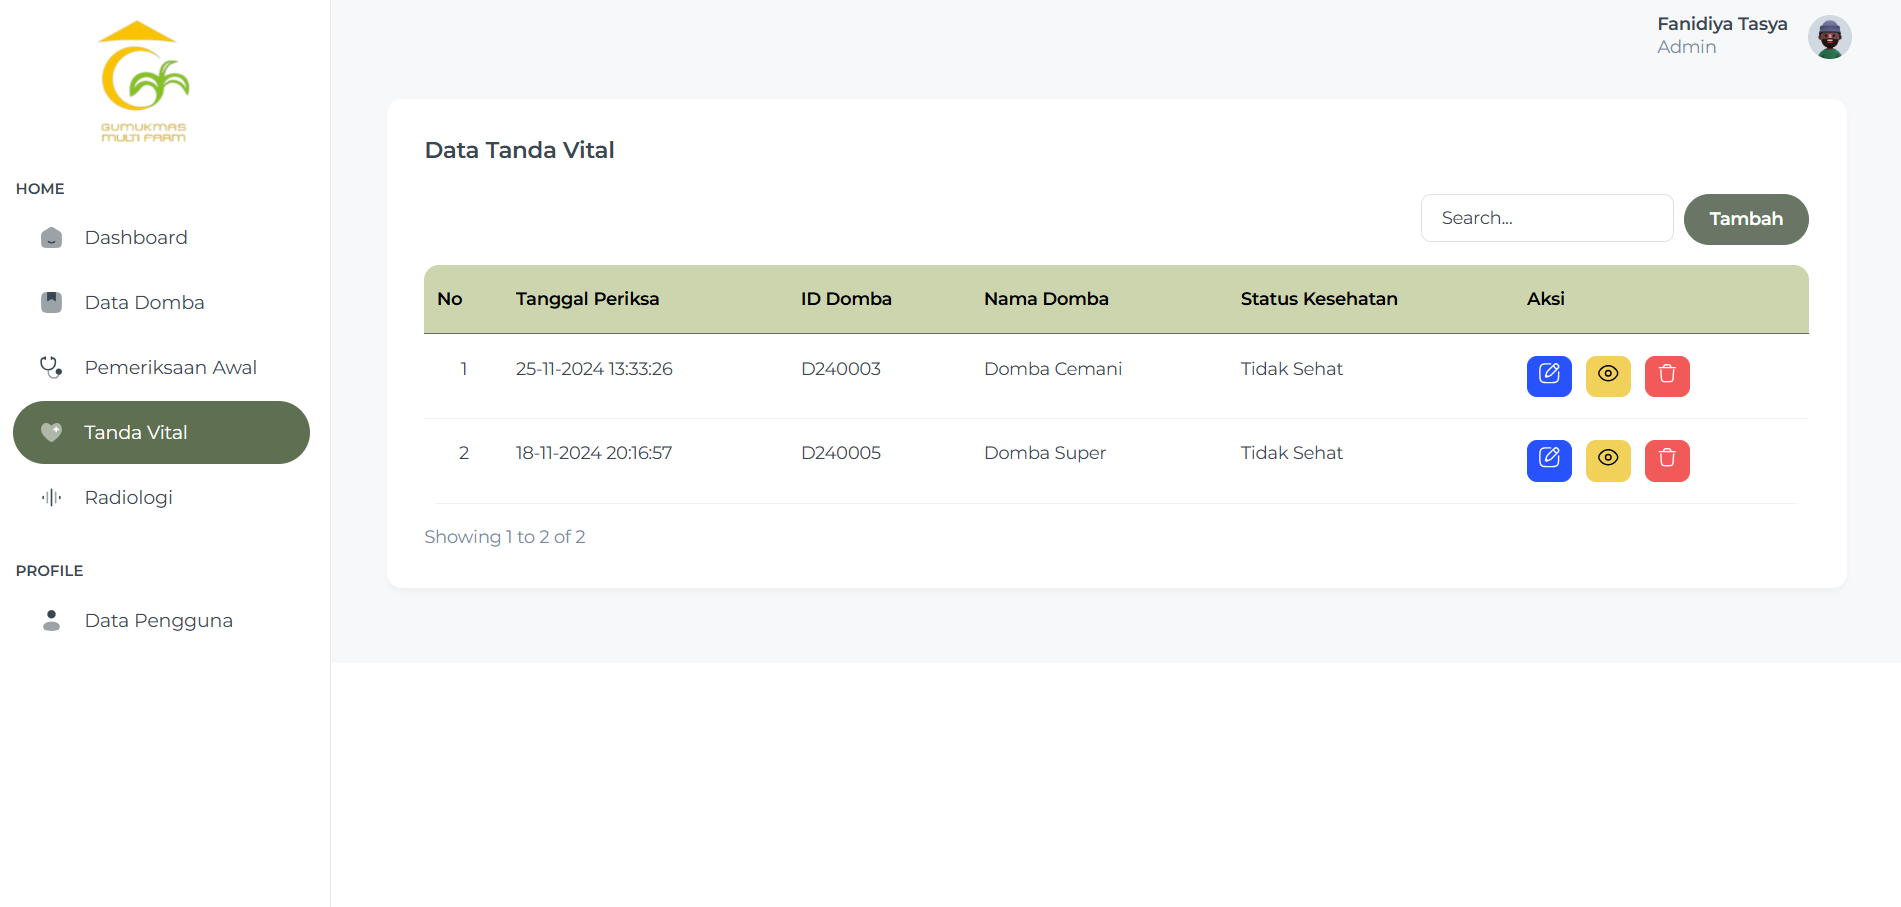 GUMUKMAS
MULTI FARM
HOME
Dashboard
Data Domba
Pemeriksaan Awal
Tanda Vital
Radiologi
PROFILE
Data Pengguna
Fanidiya Tasya
Admin
Data Tanda Vital
Search...
Tambah
No Tanggal Periksa ID Domba Nama Domba Status Kesehatan Aksi
1 25-11-2024 13:33:26 D240003 Domba Cemani Tidak Sehat
2 18-11-2024 20:16:57 D240005 Domba Super Tidak Sehat
Showing 1 to 2 of 2